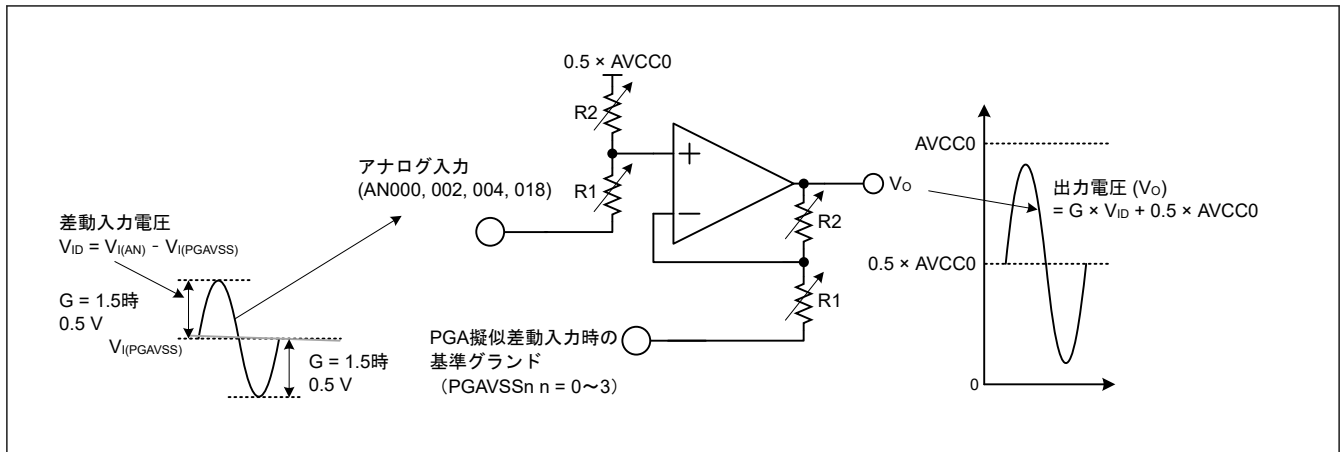 0.5 × AVCC0
R2
R1
アナログ入力
(AN000, 002, 004, 018)
差動入力電圧
VID = VI(AN) - VI(PGAVSS)
G = 1.5時
0.5 V
VI(PGAVSS)
G = 1.5時
0.5 V
+
−
VO
R2
R1
PGA擬似差動入力時の
基準グランド
（PGAVSSn n = 0～3）
AVCC0
0.5 × AVCC0
0
出力電圧 (VO)
= G × VID + 0.5 × AVCC0